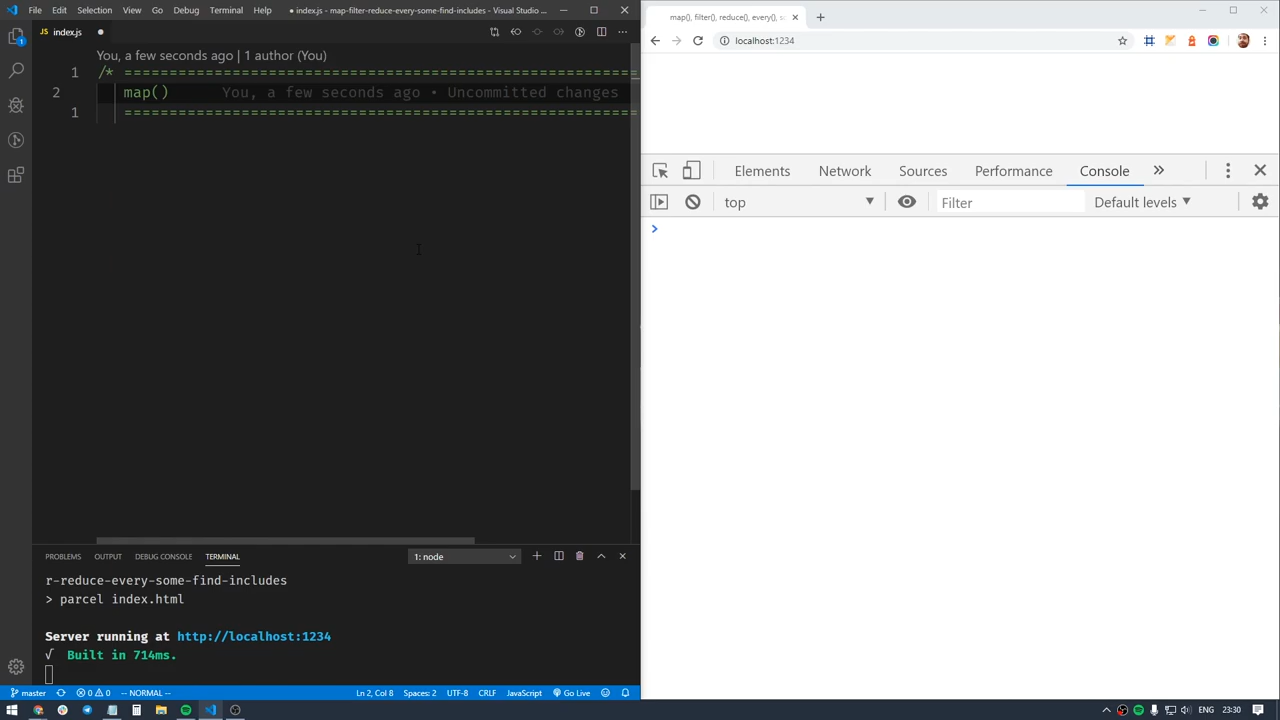 File Edit Selection View Go Debug Terminal Help ● index.js - map-filter-reduce-every-some-find-includes - Visual Studio ...
JS index.js ●
You, a few seconds ago | 1 author (You)
1 /* =========================================================
2 map() You, a few seconds ago • Uncommitted changes
1 =========================================================
PROBLEMS OUTPUT DEBUG CONSOLE TERMINAL 1: node
r-reduce-every-some-find-includes
> parcel index.html
Server running at http://localhost:1234
√ Built in 714ms.
master 0 0 -- NORMAL -- Ln 2, Col 8 Spaces: 2 UTF-8 CRLF JavaScript Go Live
map(), filter(), reduce(), every(), so
localhost:1234
Elements Network Sources Performance Console »
top Filter Default levels
>
ENG 23:30